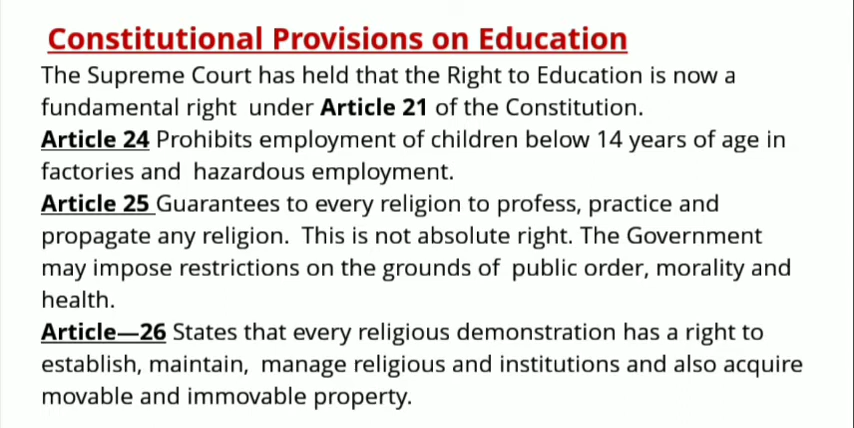 Constitutional Provisions on Education
The Supreme Court has held that the Right to Education is now a
fundamental right under Article 21 of the Constitution.
Article 24 Prohibits employment of children below 14 years of age in
factories and hazardous employment.
Article 25 Guarantees to every religion to profess, practice and
propagate any religion. This is not absolute right. The Government
may impose restrictions on the grounds of public order, morality and
health.
Article—26 States that every religious demonstration has a right to
establish, maintain, manage religious and institutions and also acquire
movable and immovable property.